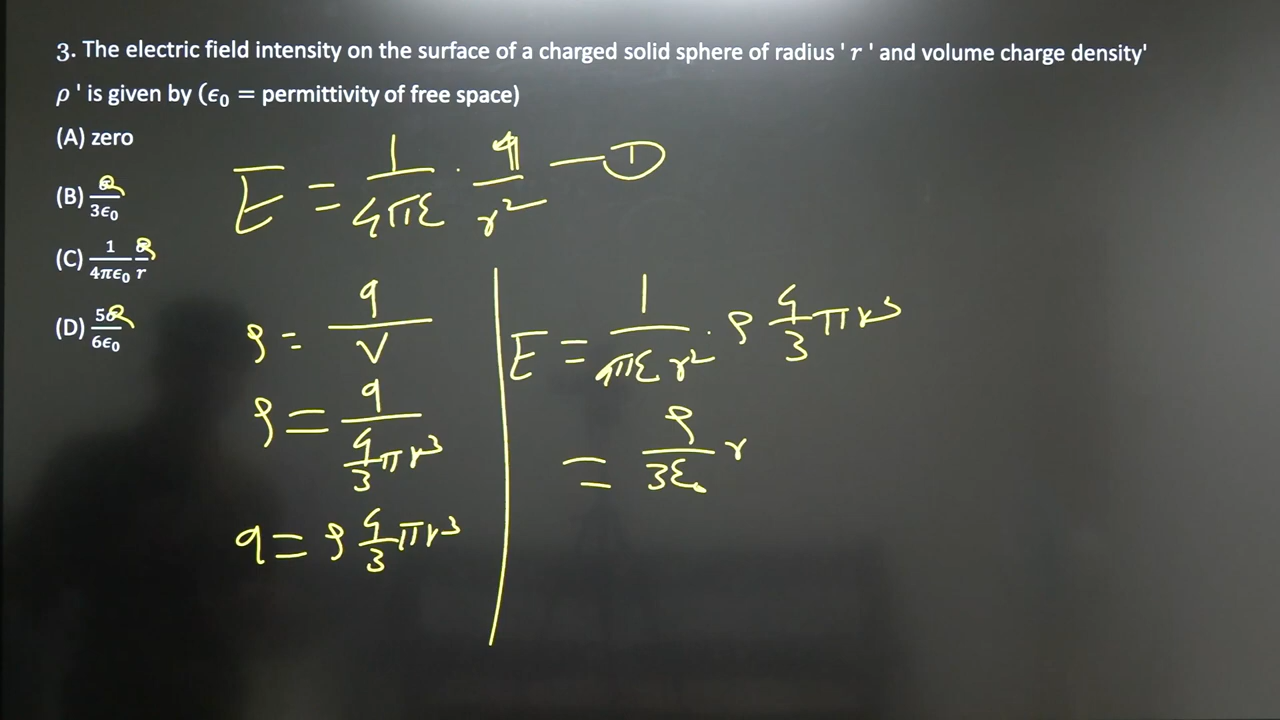 3. The electric field intensity on the surface of a charged solid sphere of radius ' r ' and volume charge density'
ρ ' is given by (ϵ₀ = permittivity of free space)
(A) zero
E = 1/4πε · q/r² — ①
(B) ρ/3ϵ₀
(C) 1/4πϵ₀ ρ/r
(D) 5ρ/6ϵ₀
ρ = q/V
ρ = q/(4/3 πr³)
q = ρ 4/3 πr³
E = 1/4πε r² · ρ 4/3 πr³
= ρ/3ε₀ r